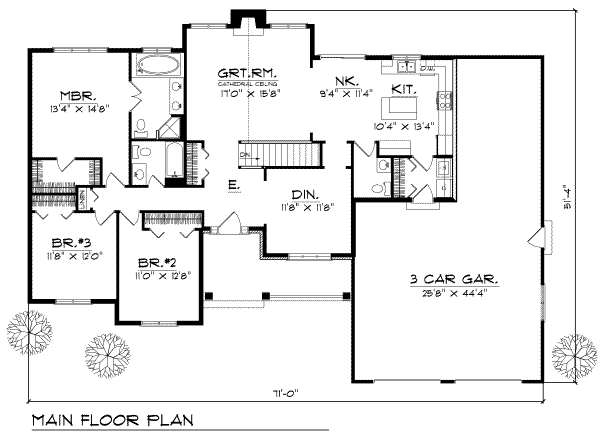 GRT.RM.
CATHEDRAL CEILING
17'0" x 15'8"
MBR.
13'4" x 14'8"
NK.
9'4" x 11'4"
KIT.
10'4" x 13'4"
DN
E.
DIN.
11'8" x 11'8"
LINEN
BR.#3
11'8" x 12'0"
BR.#2
11'0" x 12'8"
3 CAR GAR.
25'8" x 44'4"
51'-4"
71'-0"
MAIN FLOOR PLAN